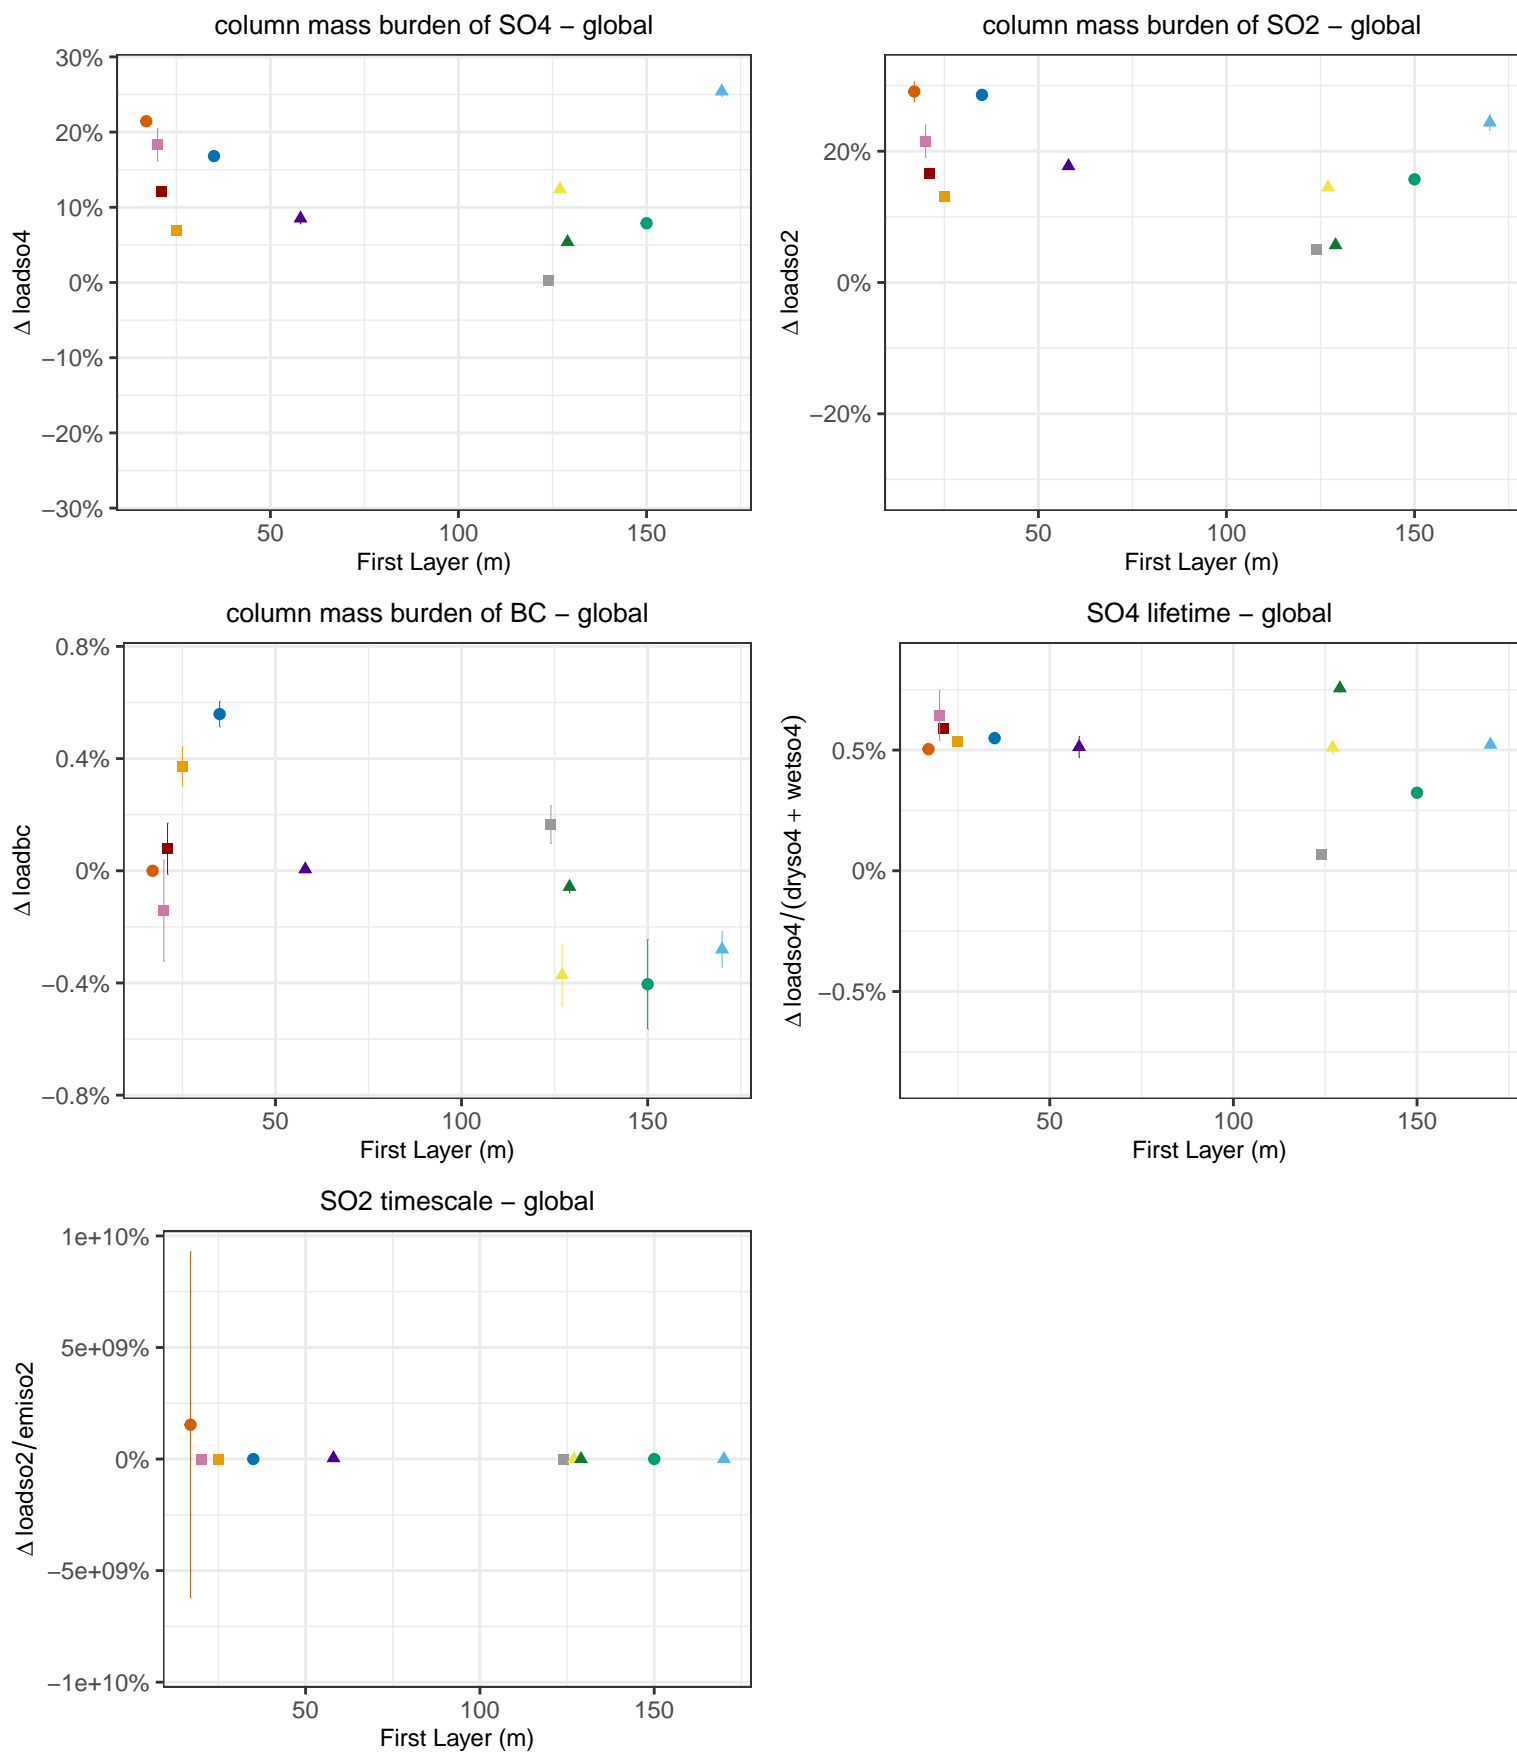 column mass burden of SO4 – global
30%
20%
10%
0%
−10%
−20%
−30%
Δ loadso4
50 100 150
First Layer (m)
column mass burden of SO2 – global
20%
0%
−20%
Δ loadso2
50 100 150
First Layer (m)
column mass burden of BC – global
0.8%
0.4%
0%
−0.4%
−0.8%
Δ loadbc
50 100 150
First Layer (m)
SO4 lifetime – global
0.5%
0%
−0.5%
Δ loadso4/(dryso4 + wetso4)
50 100 150
First Layer (m)
SO2 timescale – global
1e+10%
5e+09%
0%
−5e+09%
−1e+10%
Δ loadso2/emiso2
50 100 150
First Layer (m)